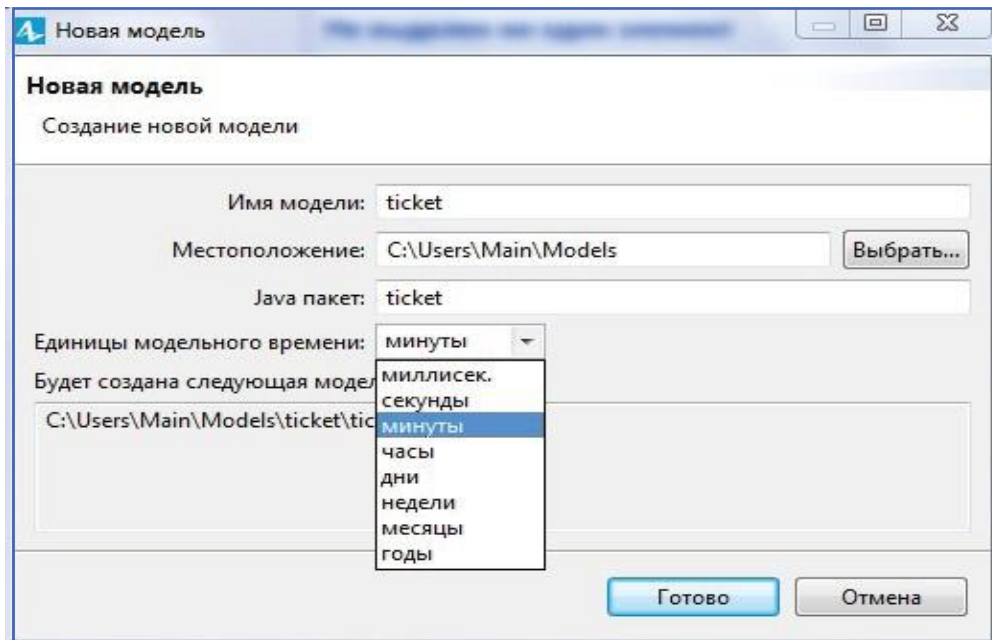 Новая модель
Новая модель
Создание новой модели
Имя модели: ticket
Местоположение: C:\Users\Main\Models Выбрать...
Java пакет: ticket
Единицы модельного времени: минуты
Будет создана следующая
миллисек.
секунды
C:\Users\Main\Models\ticket\
минуты
часы
дни
недели
месяцы
годы
Готово Отмена